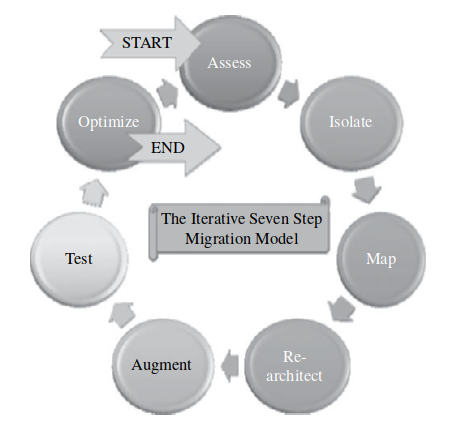 START
Assess
Isolate
Map
Re-
architect
Augment
Test
Optimize
END
The Iterative Seven Step
Migration Model